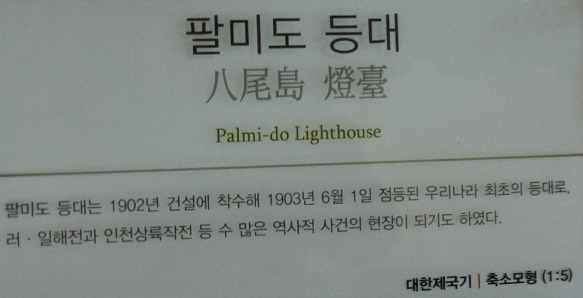 팔미도 등대
八尾島 燈臺
Palmi-do Lighthouse
팔미도 등대는 1902년 건설에 착수해 1903년 6월 1일 점등된 우리나라 최초의 등대로,
러·일해전과 인천상륙작전 등 수 많은 역사적 사건의 현장이 되기도 하였다.
대한제국기 | 축소모형 (1:5)